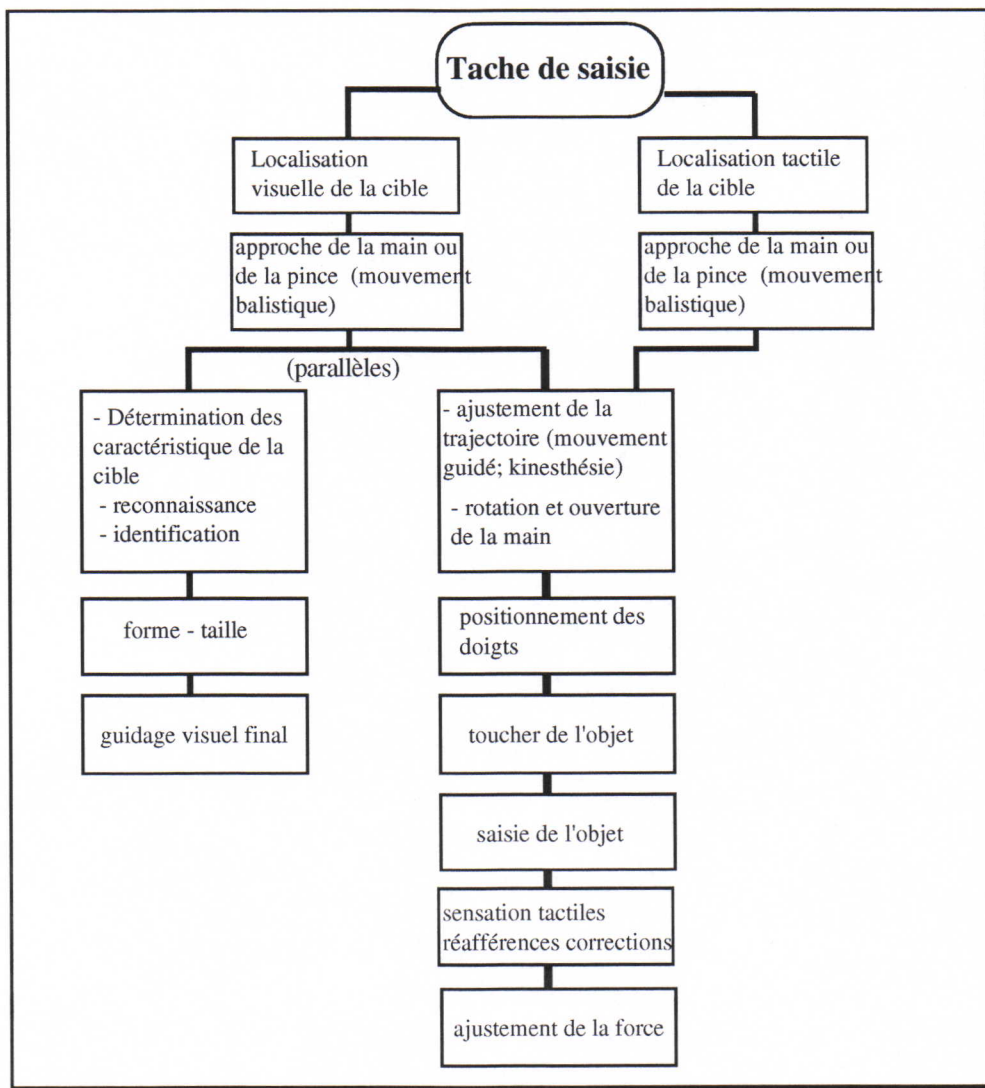 Tache de saisie
Localisation
visuelle de la cible
Localisation tactile
de la cible
approche de la main ou
de la pince (mouvement
balistique)
approche de la main ou
de la pince (mouvement
balistique)
(parallèles)
- Détermination des
caractéristique de la
cible
- reconnaissance
- identification
- ajustement de la
trajectoire (mouvement
guidé; kinesthésie)
- rotation et ouverture
de la main
forme - taille
positionnement des
doigts
guidage visuel final
toucher de l'objet
saisie de l'objet
sensation tactiles
réafférences corrections
ajustement de la force